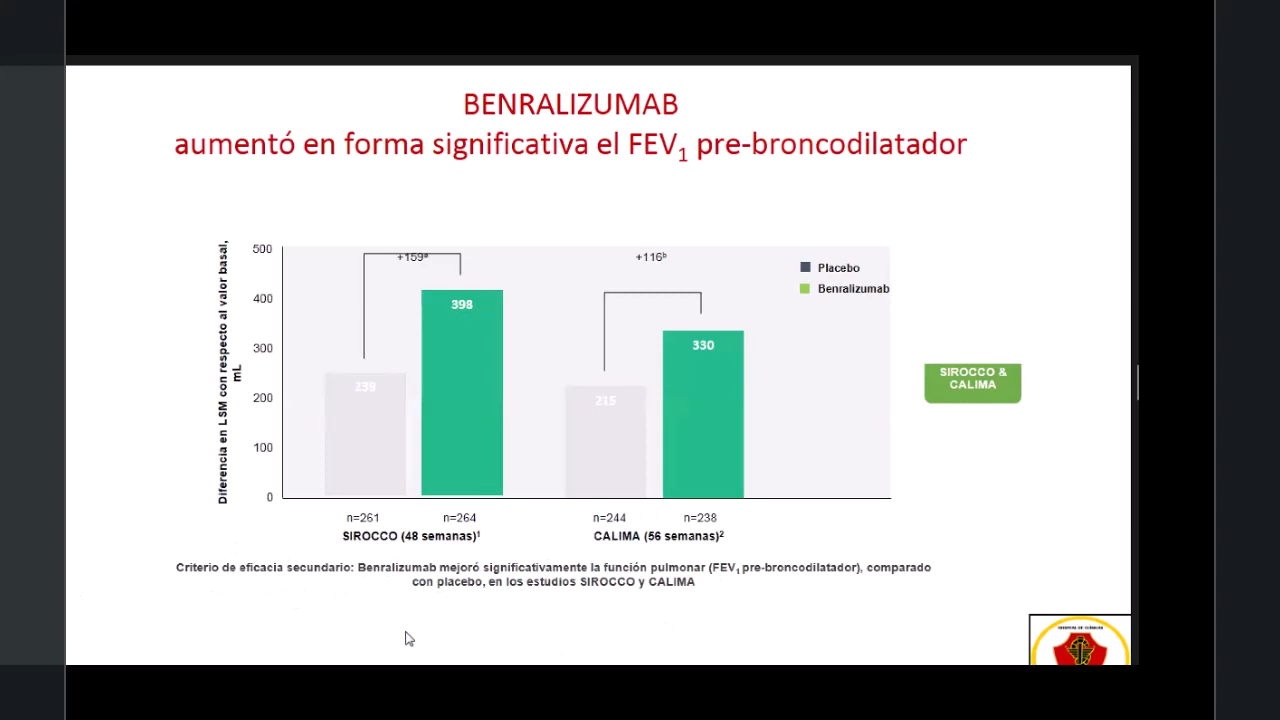 BENRALIZUMAB
aumentó en forma significativa el FEV1 pre-broncodilatador
Diferencia en LSM con respecto al valor basal,
mL
500
400
300
200
100
0
+159ª
+116ᵇ
Placebo
Benralizumab
239
398
215
330
SIROCCO &
CALIMA
n=261
n=264
n=244
n=238
SIROCCO (48 semanas)¹
CALIMA (56 semanas)²
Criterio de eficacia secundario: Benralizumab mejoró significativamente la función pulmonar (FEV1 pre-broncodilatador), comparado
con placebo, en los estudios SIROCCO y CALIMA